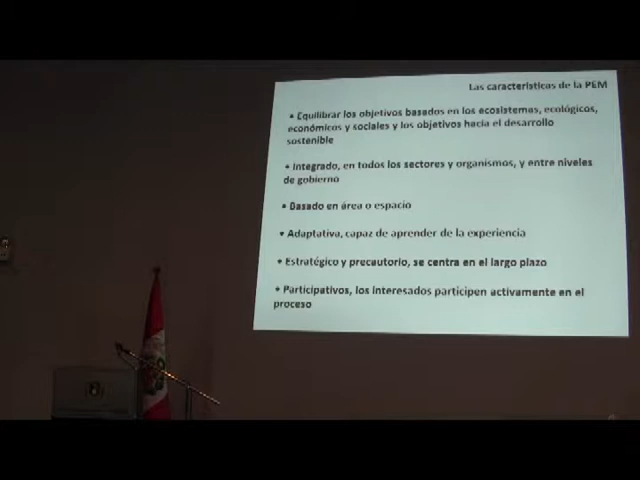 Las características de la PEM
• Equilibrar los objetivos basados en los ecosistemas, ecológicos,
económicos y sociales y los objetivos hacia el desarrollo
sostenible
• Integrado, en todos los sectores y organismos, y entre niveles
de gobierno
• Basado en área o espacio
• Adaptativa, capaz de aprender de la experiencia
• Estratégico y precautorio, se centra en el largo plazo
• Participativos, los interesados participen activamente en el
proceso